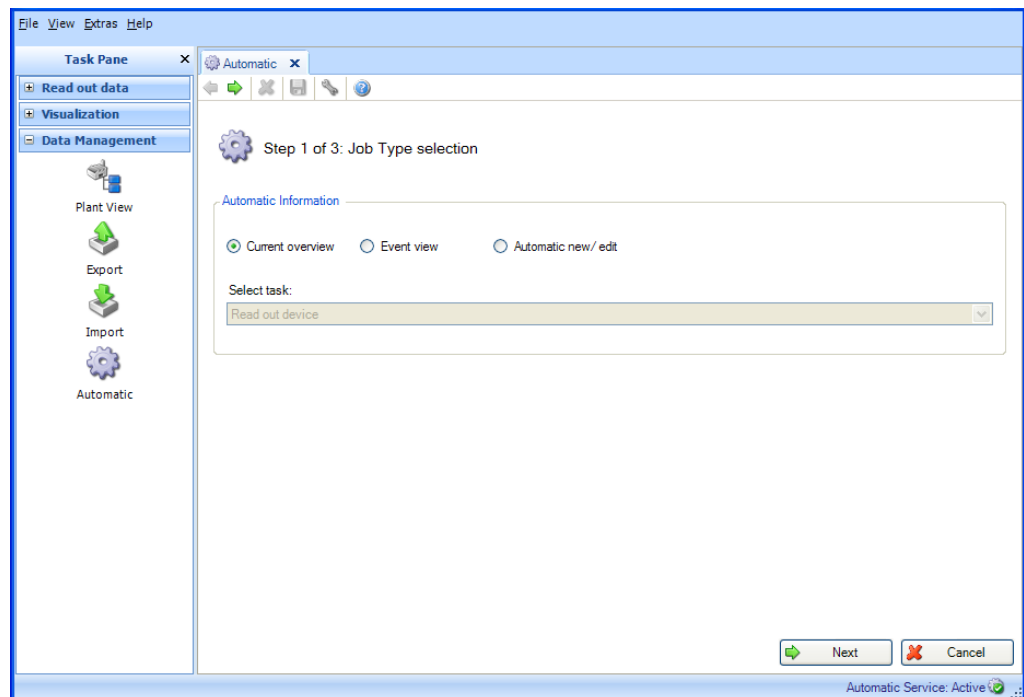 File View Extras Help
Task Pane
Automatic
Read out data
Visualization
Data Management
Plant View
Export
Import
Automatic
Step 1 of 3: Job Type selection
Automatic Information
Current overview Event view Automatic new/ edit
Select task:
Read out device
Next Cancel
Automatic Service: Active